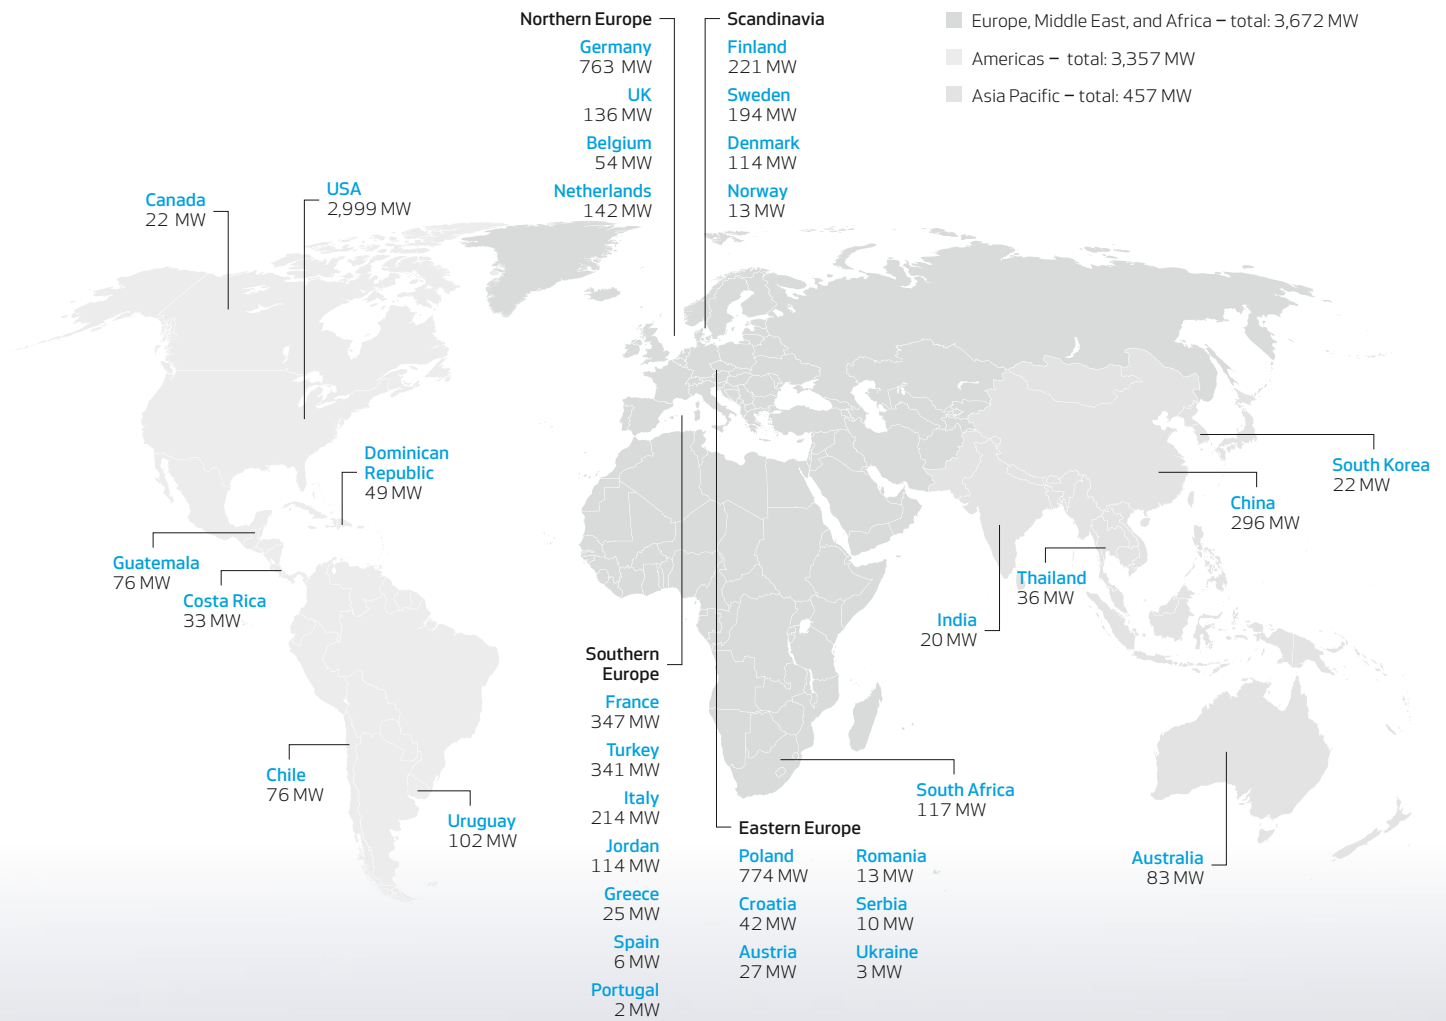 Northern Europe
Germany
763 MW
UK
136 MW
Belgium
54 MW
Netherlands
142 MW
Scandinavia
Finland
221 MW
Sweden
194 MW
Denmark
114 MW
Norway
13 MW
Europe, Middle East, and Africa – total: 3,672 MW
Americas – total: 3,357 MW
Asia Pacific – total: 457 MW
Canada
22 MW
USA
2,999 MW
Dominican
Republic
49 MW
Guatemala
76 MW
Costa Rica
33 MW
Chile
76 MW
Uruguay
102 MW
Southern
Europe
France
347 MW
Turkey
341 MW
Italy
214 MW
Jordan
114 MW
Greece
25 MW
Spain
6 MW
Portugal
2 MW
Eastern Europe
Poland
774 MW
Croatia
42 MW
Austria
27 MW
Romania
13 MW
Serbia
10 MW
Ukraine
3 MW
South Africa
117 MW
India
20 MW
Thailand
36 MW
China
296 MW
South Korea
22 MW
Australia
83 MW